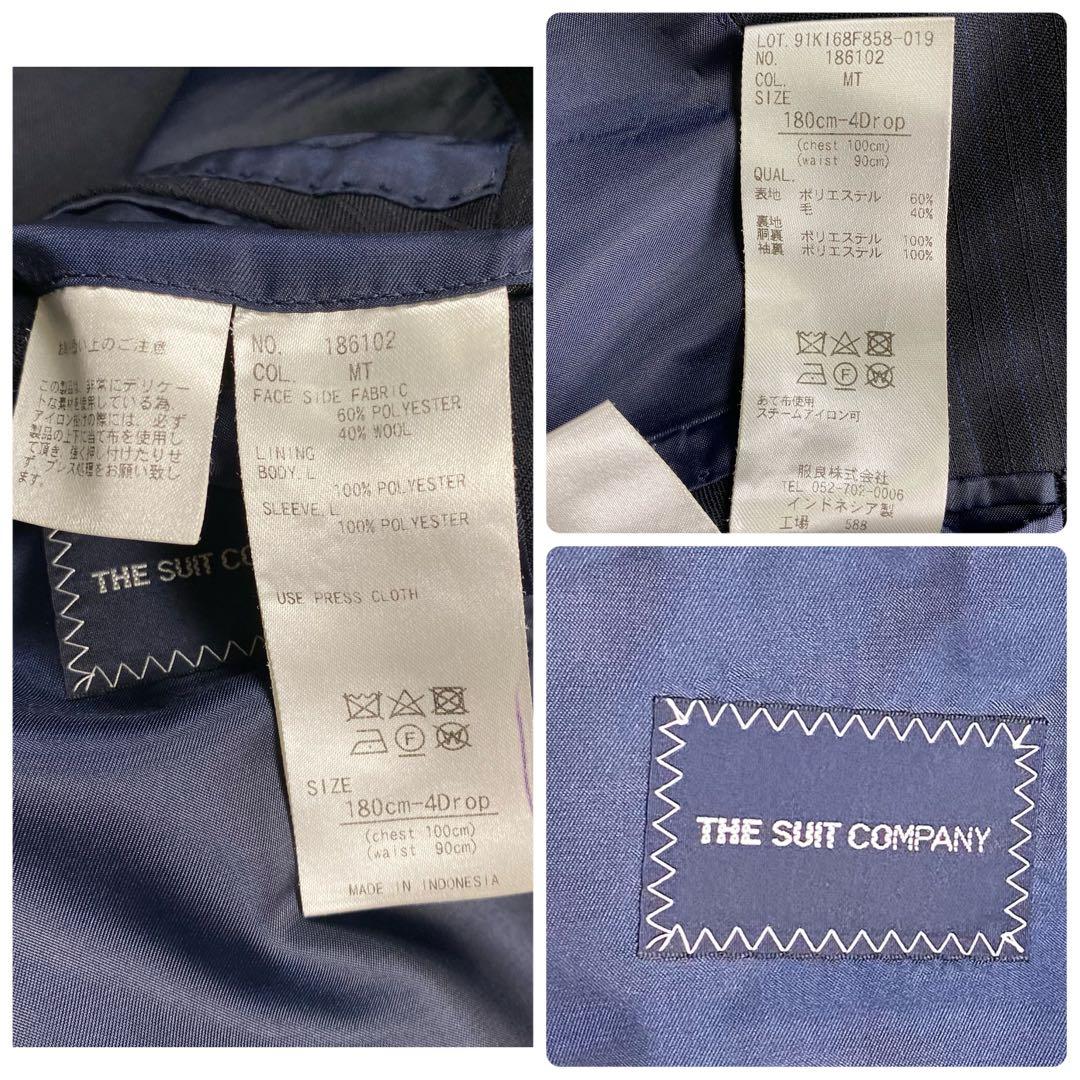 お取扱い上のご注意
この製品は、非常にデリケー
トな素材を使用している為、
アイロン掛けの際には、必ず
製品の上下に当て布を使用し
て頂き、強く押し付けたりせ
ず、プレス処理をお願い致し
NO. 186102
COL. MT
FACE SIDE FABRIC
60% POLYESTER
40% WOOL
LINING
BODY.L
100% POLYESTER
SLEEVE.L
100% POLYESTER
USE PRESS CLOTH
F W
SIZE
180cm-4Drop
(chest 100cm)
(waist 90cm)
MADE IN INDONESIA
THE SUIT CO
LOT. 91KI68F858-019
NO. 186102
COL. MT
SIZE
180cm-4Drop
(chest 100cm)
(waist 90cm)
QUAL.
表地 ポリエステル 60%
毛 40%
裏地
胴裏 ポリエステル 100%
袖裏 ポリエステル 100%
F W
あて布使用
スチームアイロン可
服良株式会社
TEL 052-702-0006
インドネシア製
工場 588
THE SUIT COMPANY